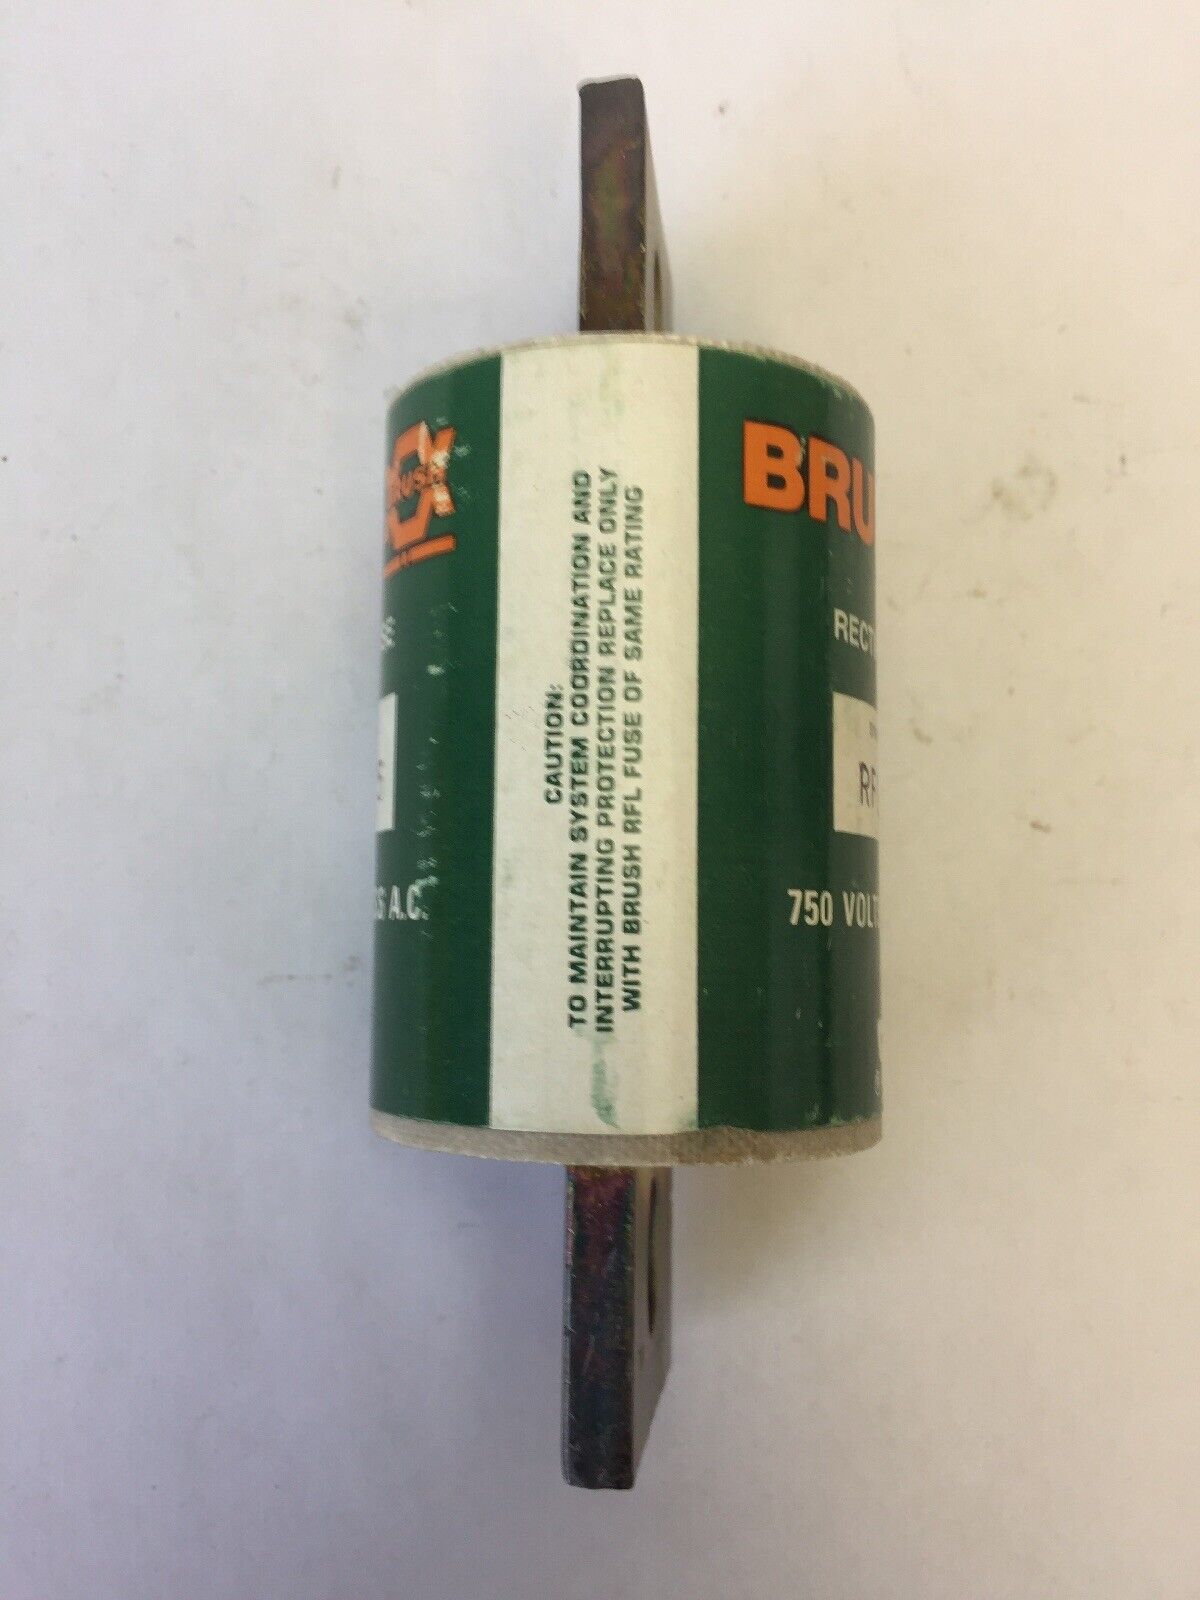 BRUSH
A.C.
CAUTION:
TO MAINTAIN SYSTEM COORDINATION AND
INTERRUPTING PROTECTION REPLACE ONLY
WITH BRUSH RFL FUSE OF SAME RATING
BRU
RECT
RF
750 VOLT